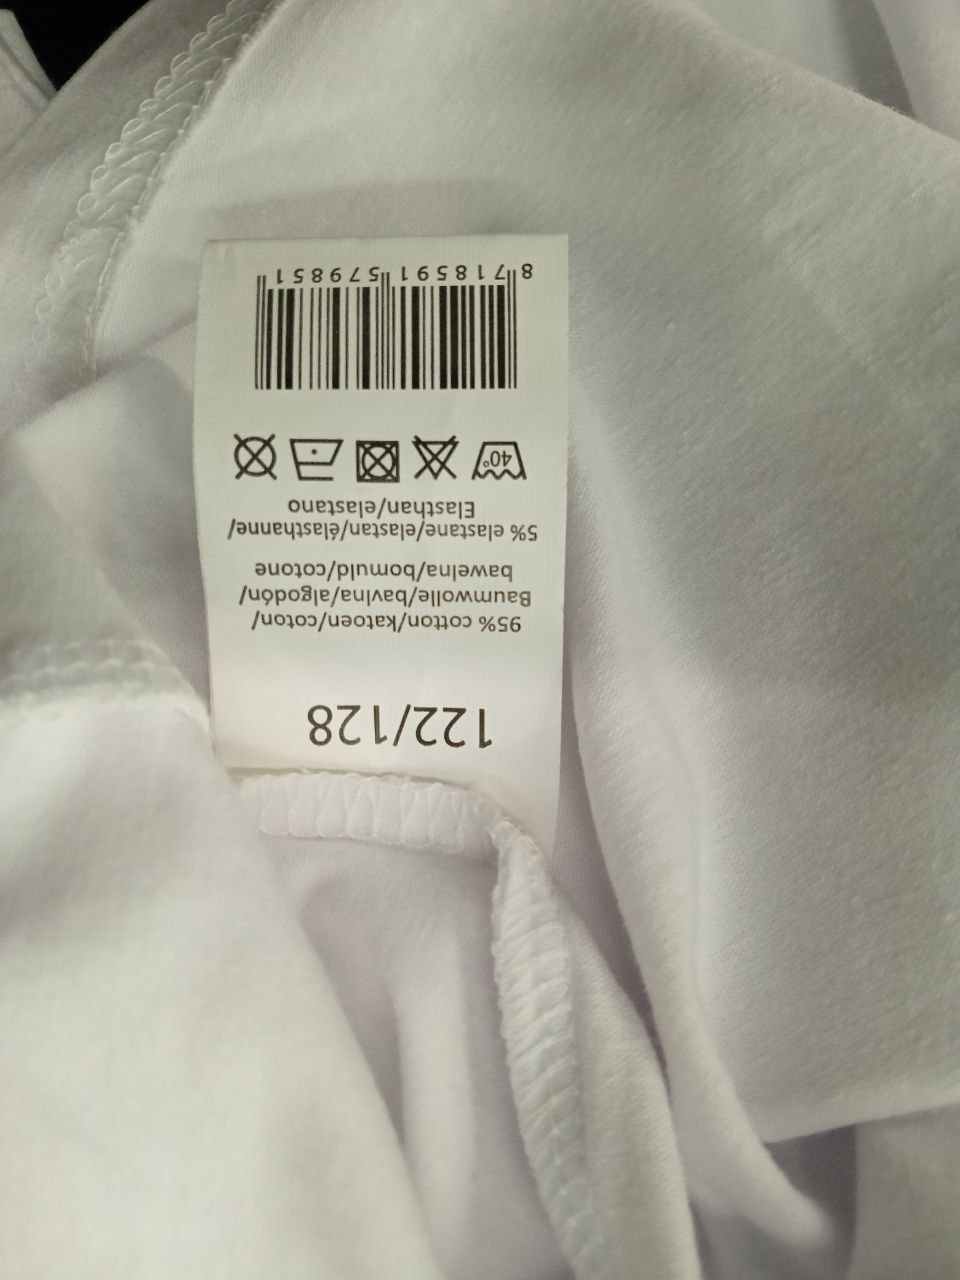 122/128
95% cotton/katoen/coton/
Baumwolle/bavlna/algodón/
bawełna/bomuld/cotone
5% elastane/elastan/élasthanne/
Elasthan/elastano
40°
8 718591 579851